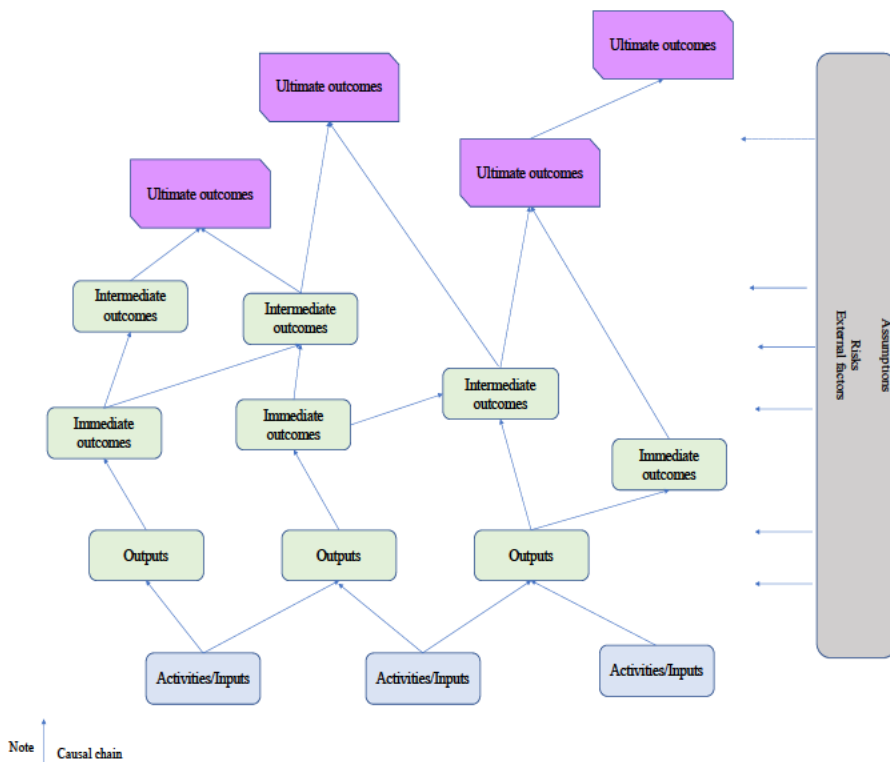 Ultimate outcomes
Ultimate outcomes
Ultimate outcomes
Ultimate outcomes
Intermediate
outcomes
Intermediate
outcomes
Intermediate
outcomes
Immediate
outcomes
Immediate
outcomes
Immediate
outcomes
Outputs
Outputs
Outputs
Activities/Inputs
Activities/Inputs
Activities/Inputs
Assumptions
Risks
External factors
Note
Causal chain